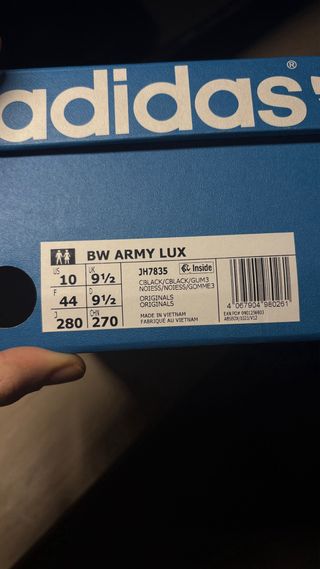 adidas®
BW ARMY LUX
US 10 UK 9½
F 44 D 9½
J 280 CHN 270
JH7835 Inside
CBLACK/CBLACK/GUM3
NOIESS/NOIESS/GOMME3
ORIGINALS
ORIGINALS
MADE IN VIETNAM
FABRIQUÉ AU VIETNAM
4 067904 980261